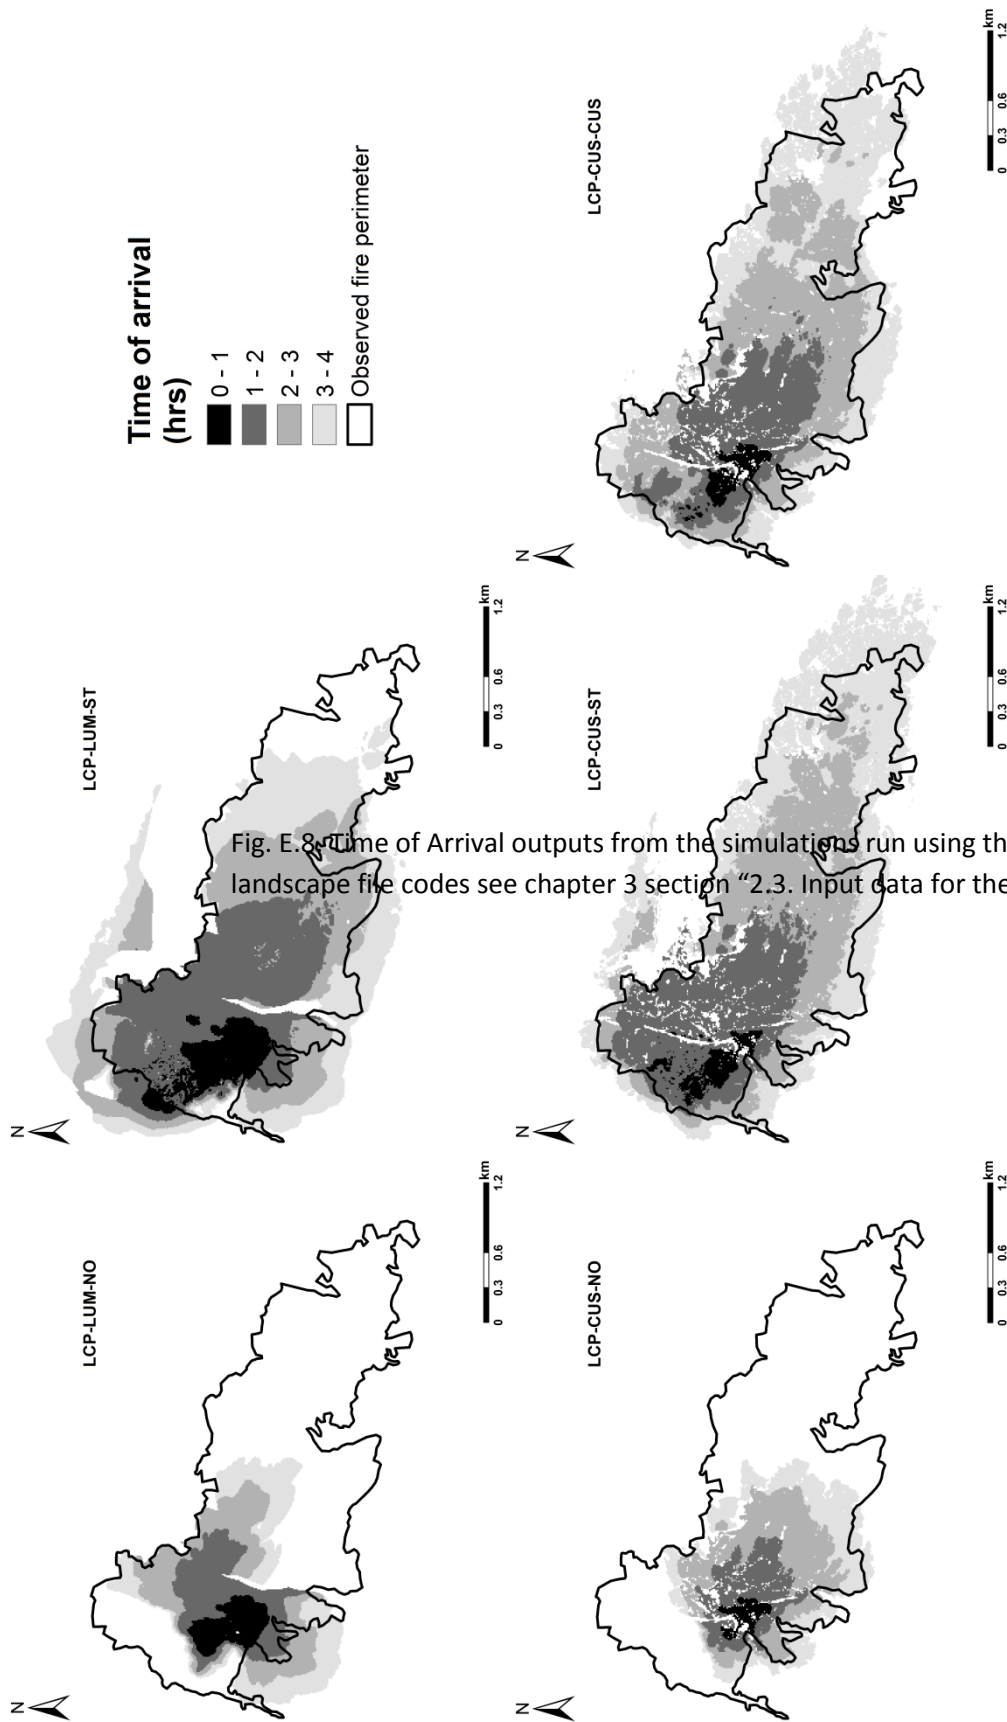 N
LCP-LUM-NO
0 0.3 0.6 1.2
km
N
LCP-LUM-ST
0 0.3 0.6 1.2
km
Time of arrival
(hrs)
0 - 1
1 - 2
2 - 3
3 - 4
Observed fire perimeter
N
LCP-CUS-NO
0 0.3 0.6 1.2
km
N
LCP-CUS-ST
0 0.3 0.6 1.2
km
N
LCP-CUS-CUS
0 0.3 0.6 1.2
km
Fig. E.8. Time of Arrival outputs from the simulations run using th
landscape file codes see chapter 3 section “2.3. Input data for the